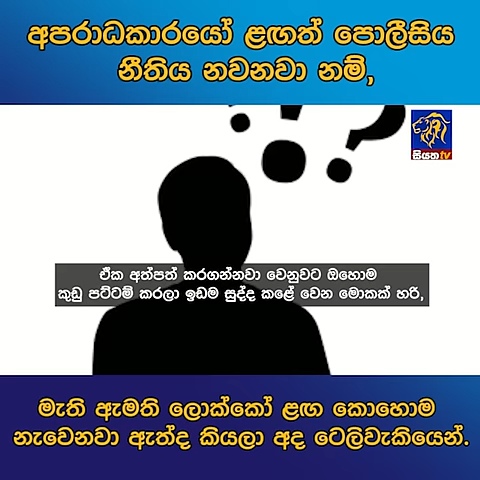 අපරාධකාරයෝ ළඟත් පොලීසිය
නීතිය නවනවා නම්,
සියත tv
ඒක අත්පත් කරගන්නවා වෙනුවට ඔහොම
කුඩු පට්ටම් කරලා ඉඩම සුද්ද කළේ වෙන මොකක් හරි,
මැති ඇමති ලොක්කෝ ළඟ කොහොම
නැවෙනවා ඇත්ද කියලා අද ටෙලිවැකියෙන්.